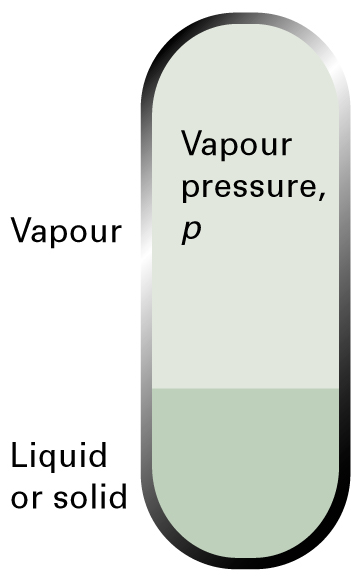 Vapour
pressure,
p
Vapour
Liquid
or solid